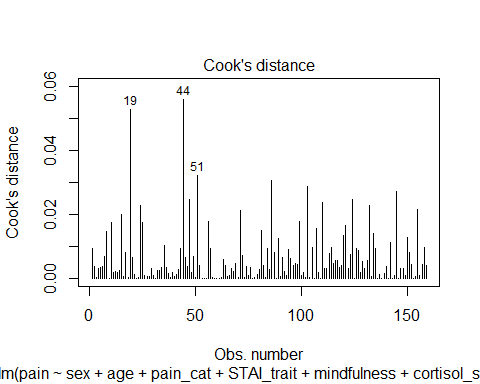 Cook's distance
Cook's distance
0.06
0.04
0.02
0.00
19
44
51
0
50
100
150
Obs. number
lm(pain ~ sex + age + pain_cat + STAI_trait + mindfulness + cortisol_s